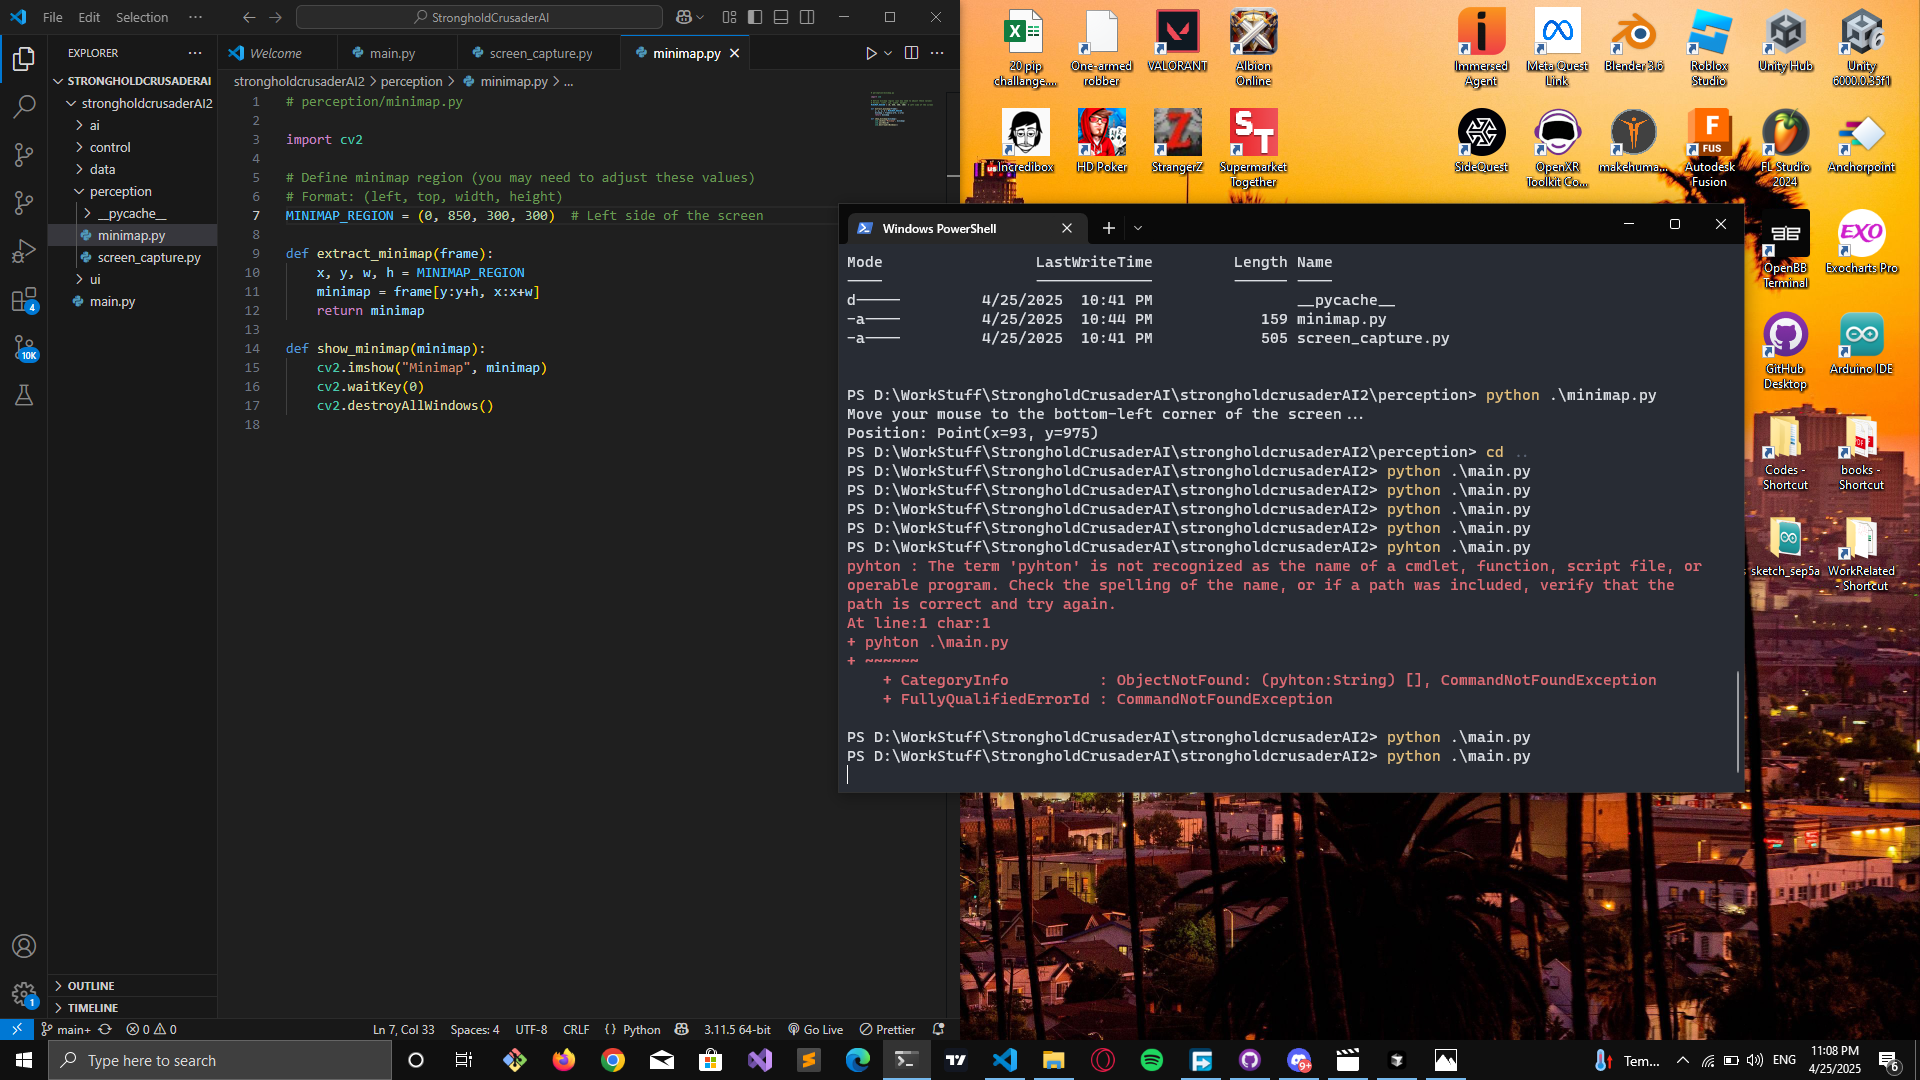 File Edit Selection ···
StrongholdCrusaderAI
EXPLORER ···
Welcome
main.py
screen_capture.py
minimap.py
STRONGHOLDCRUSADERAI
strongholdcrusaderAI2
ai
control
data
perception
__pycache__
minimap.py
screen_capture.py
ui
main.py
4
10K
1
OUTLINE
TIMELINE
strongholdcrusaderAI2 > perception > minimap.py > ...
1 # perception/minimap.py
2
3 import cv2
4
5 # Define minimap region (you may need to adjust these values)
6 # Format: (left, top, width, height)
7 MINIMAP_REGION = (0, 850, 300, 300)  # Left side of the screen
8
9 def extract_minimap(frame):
10     x, y, w, h = MINIMAP_REGION
11     minimap = frame[y:y+h, x:x+w]
12     return minimap
13
14 def show_minimap(minimap):
15     cv2.imshow("Minimap", minimap)
16     cv2.waitKey(0)
17     cv2.destroyAllWindows()
18
main+ 0 0 Ln 7, Col 33 Spaces: 4 UTF-8 CRLF Python 3.11.5 64-bit Go Live Prettier
20 pip challange....
One-armed robber
VALORANT
Albion Online
Immersed Agent
Meta Quest Link
Blender 3.6
Roblox Studio
Unity Hub
Unity 6000.0.35f1
Incredibox
HD Poker
StrangerZ
Supermarket Together
SideQuest
OpenXR Toolkit Co...
makehuma...
Autodesk Fusion
FL Studio 2024
Anchorpoint
OpenBB Terminal
Exocharts Pro
GitHub Desktop
Arduino IDE
Codes - Shortcut
books - Shortcut
sketch_sep5a
WorkRelated - Shortcut
Windows PowerShell
Mode LastWriteTime Length Name
d----- 4/25/2025 10:41 PM __pycache__
-a---- 4/25/2025 10:44 PM 159 minimap.py
-a---- 4/25/2025 10:41 PM 505 screen_capture.py
PS D:\WorkStuff\StrongholdCrusaderAI\strongholdcrusaderAI2\perception> python .\minimap.py
Move your mouse to the bottom-left corner of the screen...
Position: Point(x=93, y=975)
PS D:\WorkStuff\StrongholdCrusaderAI\strongholdcrusaderAI2\perception> cd ..
PS D:\WorkStuff\StrongholdCrusaderAI\strongholdcrusaderAI2> python .\main.py
PS D:\WorkStuff\StrongholdCrusaderAI\strongholdcrusaderAI2> python .\main.py
PS D:\WorkStuff\StrongholdCrusaderAI\strongholdcrusaderAI2> python .\main.py
PS D:\WorkStuff\StrongholdCrusaderAI\strongholdcrusaderAI2> python .\main.py
PS D:\WorkStuff\StrongholdCrusaderAI\strongholdcrusaderAI2> pyhton .\main.py
pyhton : The term 'pyhton' is not recognized as the name of a cmdlet, function, script file, or
operable program. Check the spelling of the name, or if a path was included, verify that the
path is correct and try again.
At line:1 char:1
+ pyhton .\main.py
+ ~~~~~~
+ CategoryInfo : ObjectNotFound: (pyhton:String) [], CommandNotFoundException
+ FullyQualifiedErrorId : CommandNotFoundException
PS D:\WorkStuff\StrongholdCrusaderAI\strongholdcrusaderAI2> python .\main.py
PS D:\WorkStuff\StrongholdCrusaderAI\strongholdcrusaderAI2> python .\main.py
Type here to search
Tem... ENG 11:08 PM
4/25/2025
6